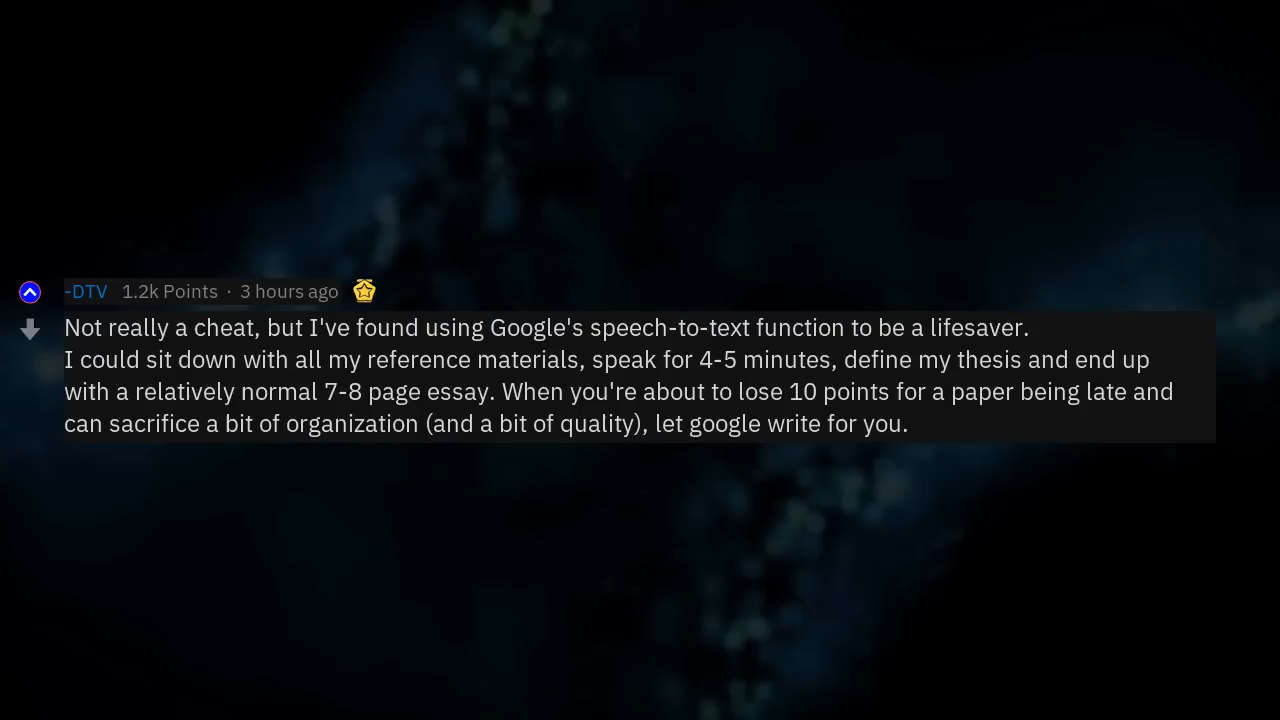 -DTV 1.2k Points · 3 hours ago
Not really a cheat, but I've found using Google's speech-to-text function to be a lifesaver.
I could sit down with all my reference materials, speak for 4-5 minutes, define my thesis and end up
with a relatively normal 7-8 page essay. When you're about to lose 10 points for a paper being late and
can sacrifice a bit of organization (and a bit of quality), let google write for you.